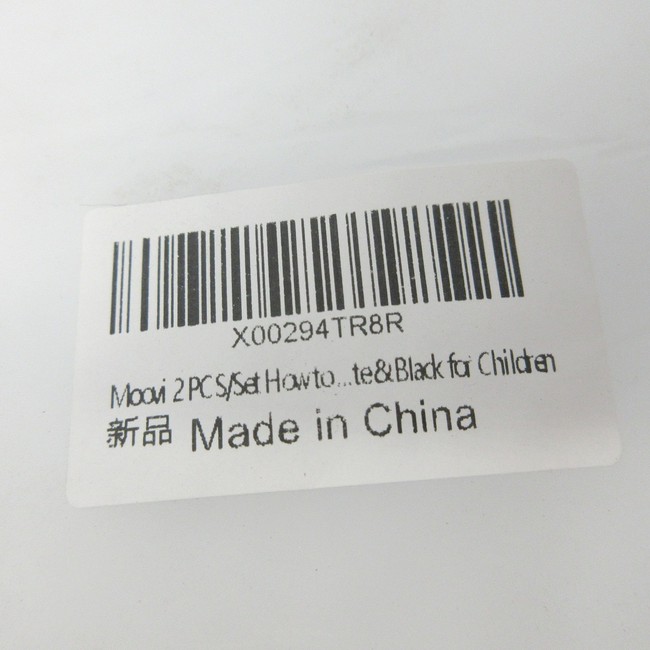 X00294TR8R
Moovi 2 PCS/Set How to...te&Black for Children
新品 Made in China